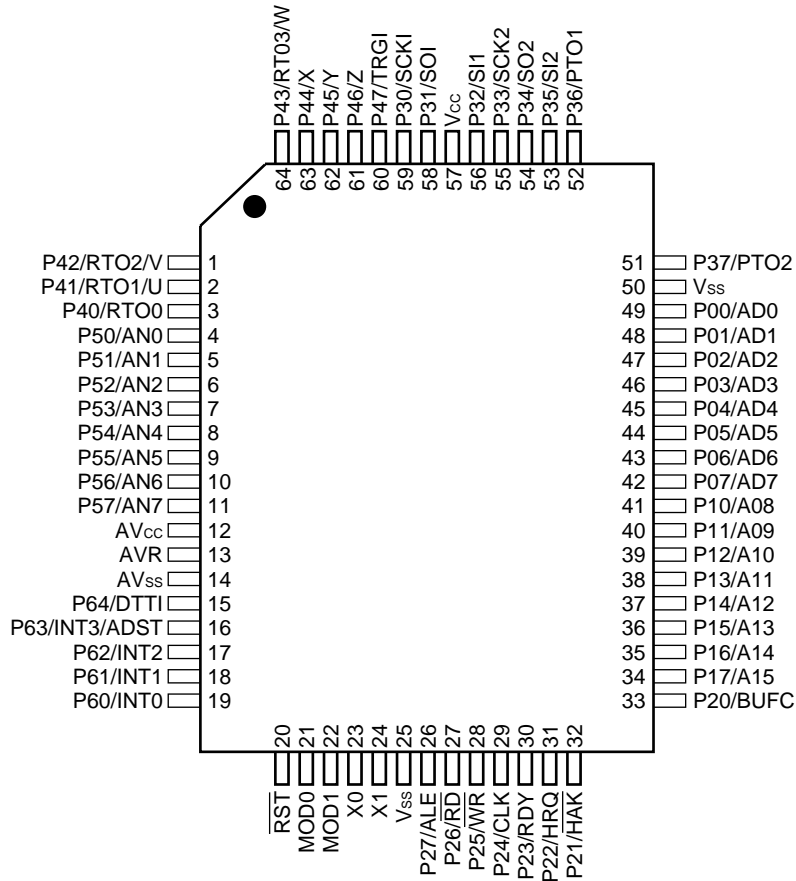 P43/RT03/W
P44/X
P45/Y
P46/Z
P47/TRGI
P30/SCKI
P31/SOI
Vcc
P32/SI1
P33/SCK2
P34/SO2
P35/SI2
P36/PTO1
64
63
62
61
60
59
58
57
56
55
54
53
52
P42/RTO2/V 1
P41/RTO1/U 2
P40/RTO0 3
P50/AN0 4
P51/AN1 5
P52/AN2 6
P53/AN3 7
P54/AN4 8
P55/AN5 9
P56/AN6 10
P57/AN7 11
AVcc 12
AVR 13
AVss 14
P64/DTTI 15
P63/INT3/ADST 16
P62/INT2 17
P61/INT1 18
P60/INT0 19
51 P37/PTO2
50 Vss
49 P00/AD0
48 P01/AD1
47 P02/AD2
46 P03/AD3
45 P04/AD4
44 P05/AD5
43 P06/AD6
42 P07/AD7
41 P10/A08
40 P11/A09
39 P12/A10
38 P13/A11
37 P14/A12
36 P15/A13
35 P16/A14
34 P17/A15
33 P20/BUFC
20
21
22
23
24
25
26
27
28
29
30
31
32
RST
MOD0
MOD1
X0
X1
Vss
P27/ALE
P26/RD
P25/WR
P24/CLK
P23/RDY
P22/HRQ
P21/HAK